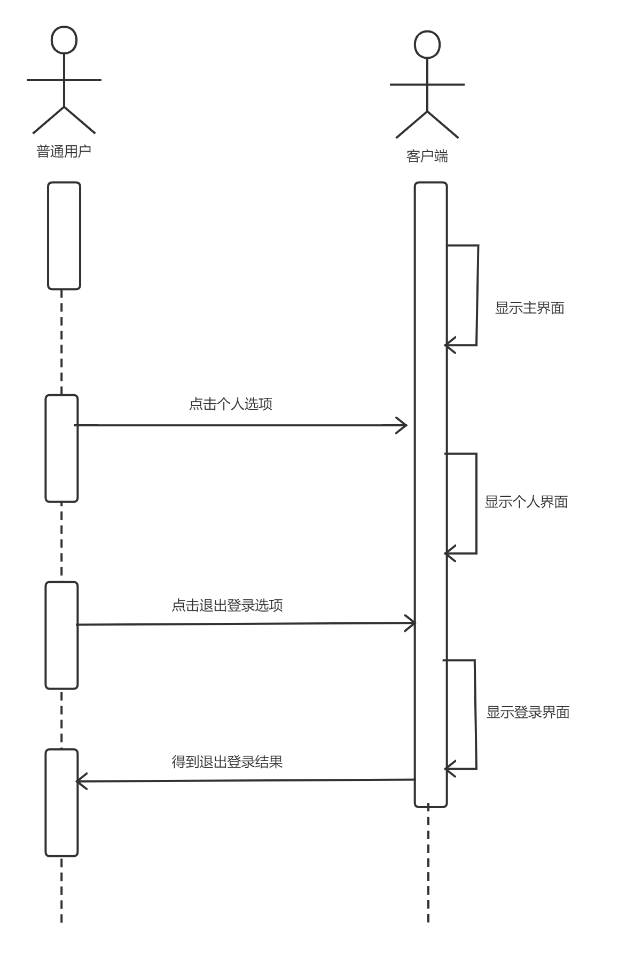 普通用户
客户端
显示主界面
点击个人选项
显示个人界面
点击退出登录选项
显示登录界面
得到退出登录结果